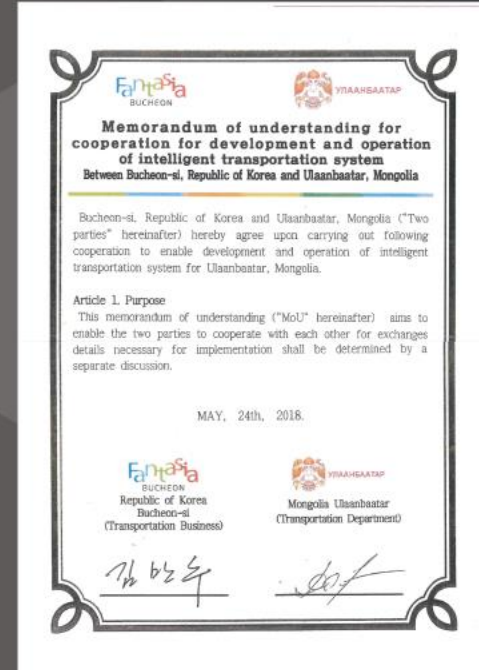 Fantasia
BUCHEON
УЛААНБААТАР
Memorandum of understanding for
cooperation for development and operation
of intelligent transportation system
Between Bucheon-si, Republic of Korea and Ulaanbaatar, Mongolia
Bucheon-si, Republic of Korea and Ulaanbaatar, Mongolia ("Two
parties" hereinafter) hereby agree upon carrying out following
cooperation to enable development and operation of intelligent
transportation system for Ulaanbaatar, Mongolia.
Article 1. Purpose
This memorandum of understanding ("MoU" hereinafter) aims to
enable the two parties to cooperate with each other for exchanges
details necessary for implementation shall be determined by a
separate discussion.
MAY, 24th, 2018.
Fantasia
BUCHEON
Republic of Korea
Bucheon-si
(Transportation Business)
김만수
УЛААНБААТАР
Mongolia Ulaanbaatar
(Transportation Department)